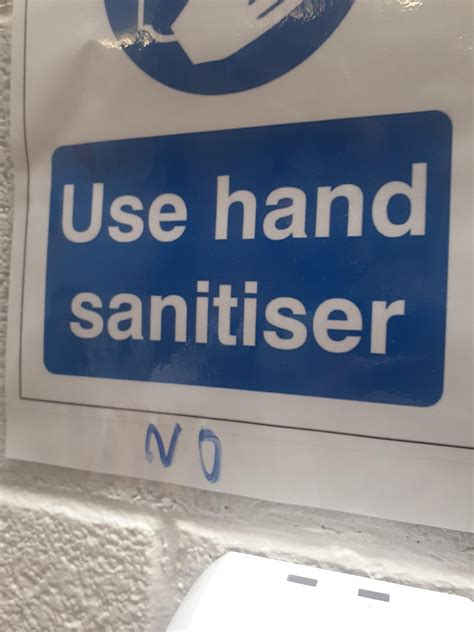 Use hand
sanitiser
NO